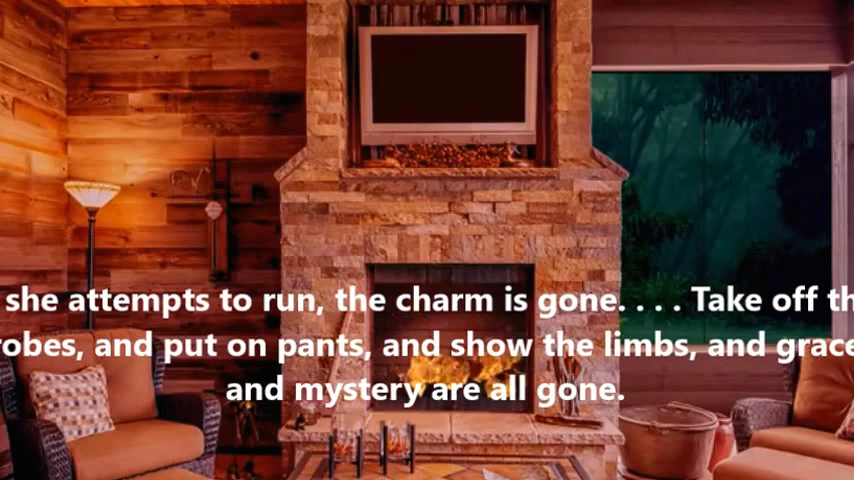 she attempts to run, the charm is gone. . . . Take off th
robes, and put on pants, and show the limbs, and grace
and mystery are all gone.